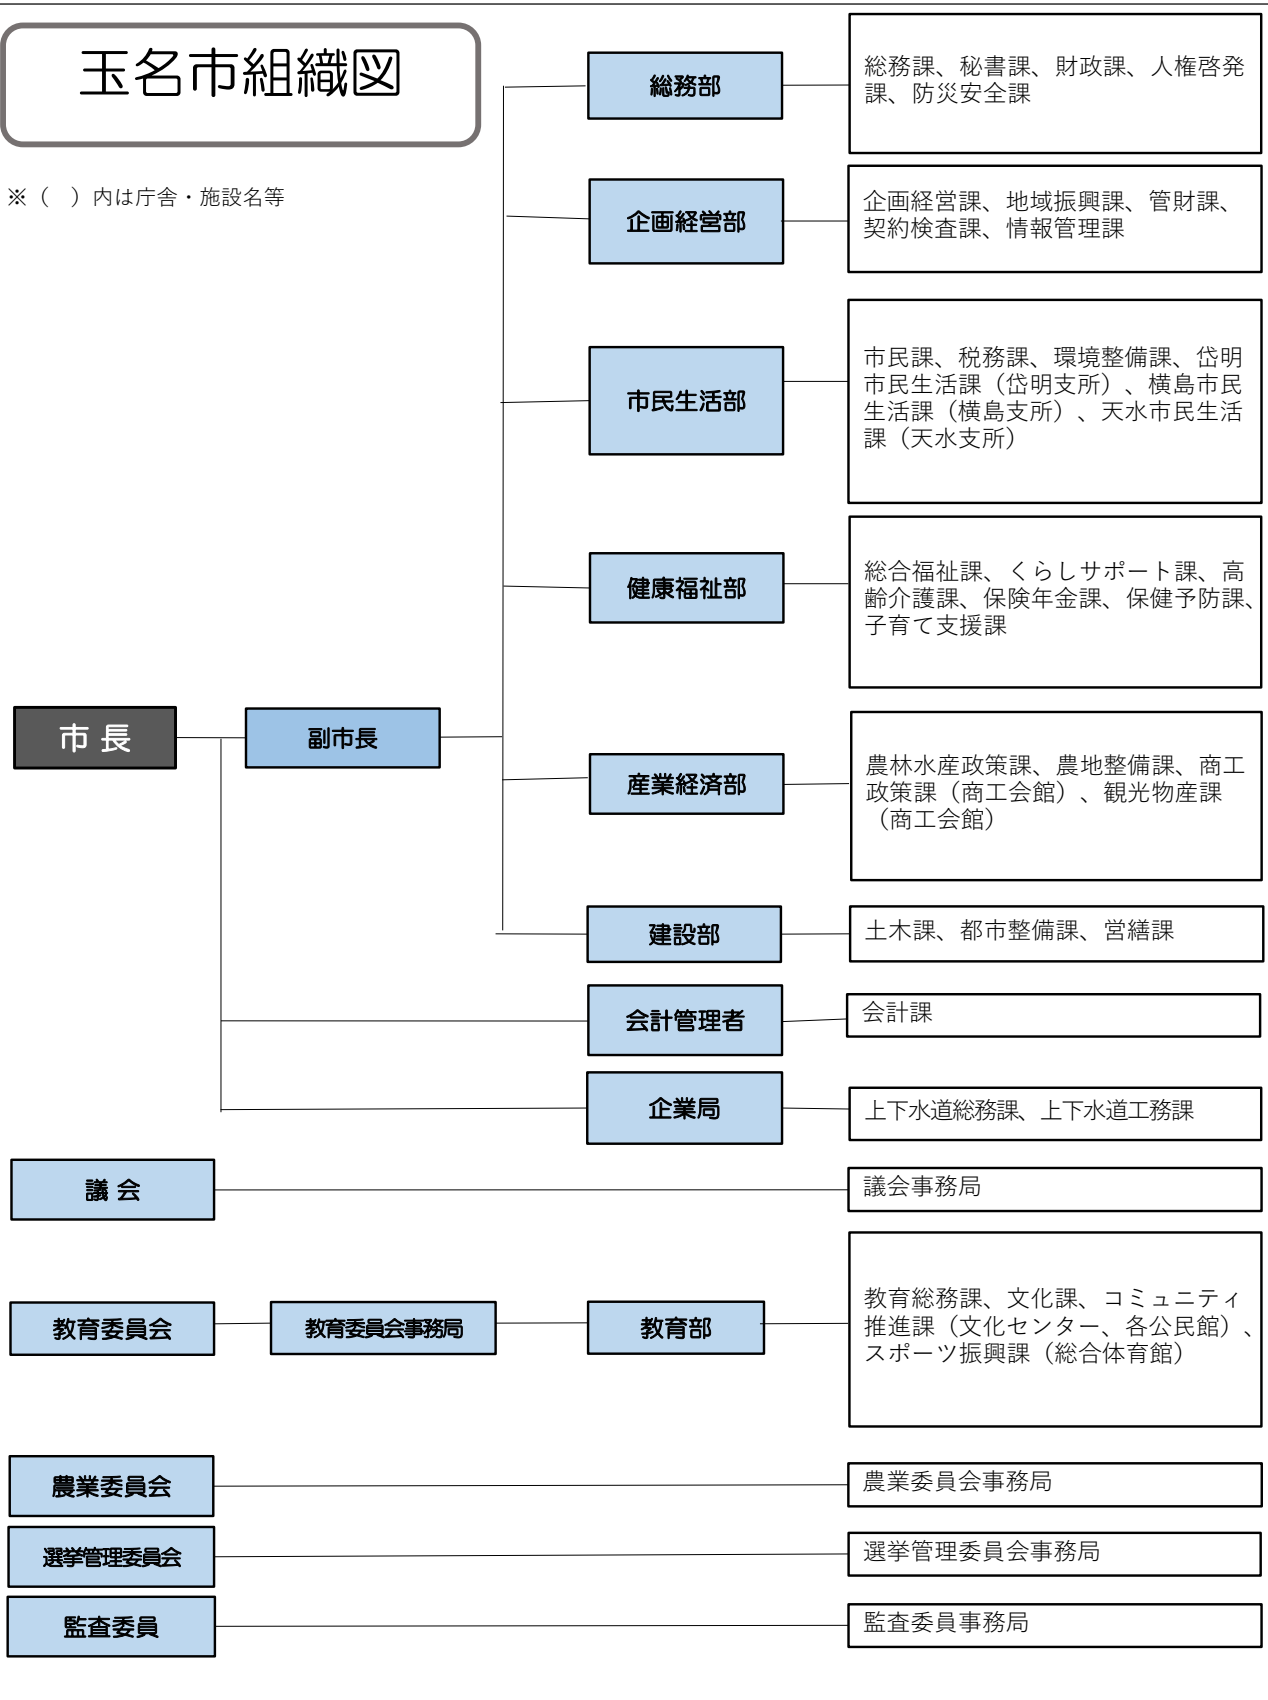 玉名市組織図
※（　）内は庁舎・施設名等
総務部
総務課、秘書課、財政課、人権啓発
課、防災安全課
企画経営部
企画経営課、地域振興課、管財課、
契約検査課、情報管理課
市民生活部
市民課、税務課、環境整備課、岱明
市民生活課（岱明支所）、横島市民
生活課（横島支所）、天水市民生活
課（天水支所）
健康福祉部
総合福祉課、くらしサポート課、高
齢介護課、保険年金課、保健予防課、
子育て支援課
市長
副市長
産業経済部
農林水産政策課、農地整備課、商工
政策課（商工会館）、観光物産課
（商工会館）
建設部
土木課、都市整備課、営繕課
会計管理者
会計課
企業局
上下水道総務課、上下水道工務課
議会
議会事務局
教育委員会
教育委員会事務局
教育部
教育総務課、文化課、コミュニティ
推進課（文化センター、各公民館）、
スポーツ振興課（総合体育館）
農業委員会
農業委員会事務局
選挙管理委員会
選挙管理委員会事務局
監査委員
監査委員事務局